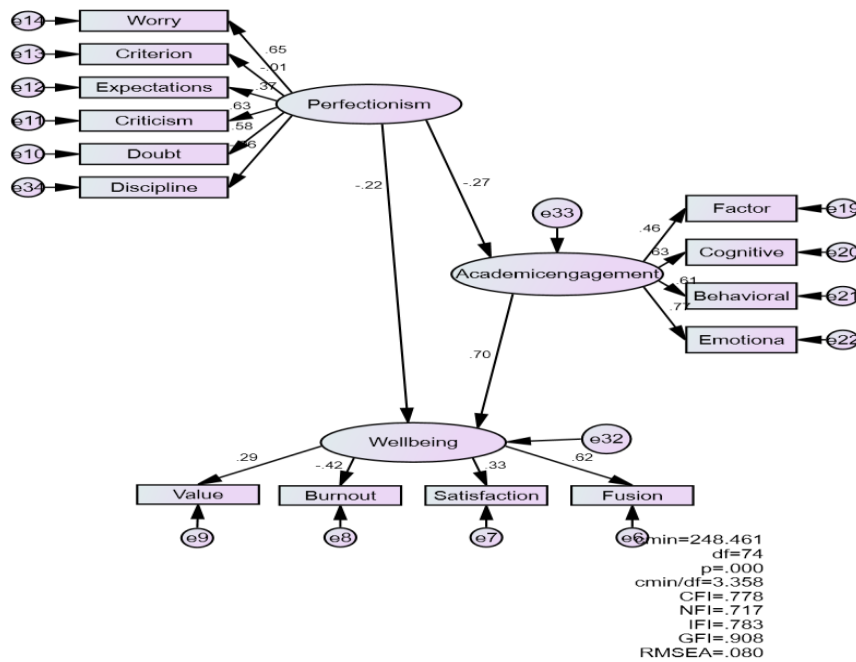 e14
Worry
.65
e13
Criterion
-.01
e12
Expectations
.37
Perfectionism
e11
Criticism
.63
e10
Doubt
.58
e34
Discipline
-.22
-.27
e33
Factor
e19
.46
Cognitive
e20
.63
Academicengagement
.61
Behavioral
e21
.77
Emotiona
e22
.70
Wellbeing
e32
.29
-.42
.33
.62
Value
Burnout
Satisfaction
Fusion
e9
e8
e7
e6
cmin=248.461
df=74
p=.000
cmin/df=3.358
CFI=.778
NFI=.717
IFI=.783
GFI=.908
RMSEA=.080